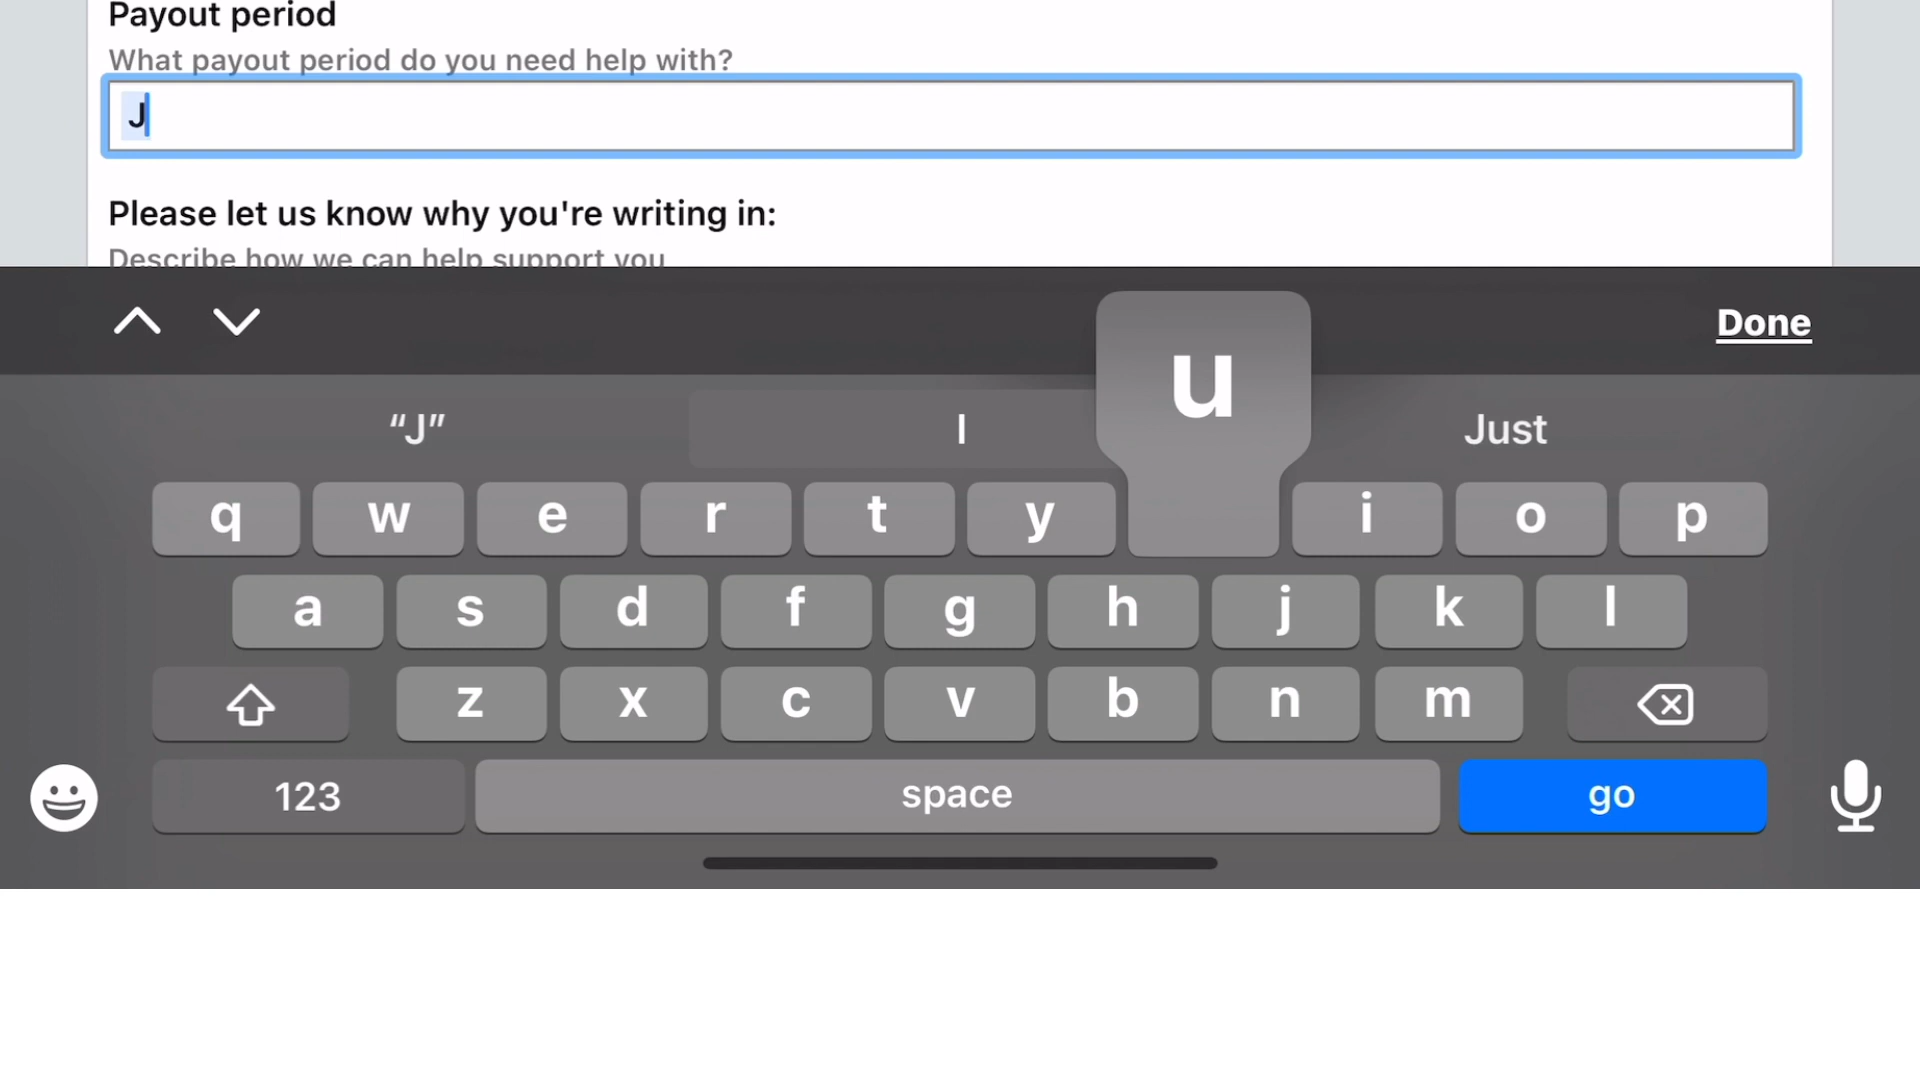 Payout period
What payout period do you need help with?
J
Please let us know why you're writing in:
Describe how we can help support you
Done
“J”
I
Just
u
q w e r t y i o p
a s d f g h j k l
z x c v b n m
123
space
go